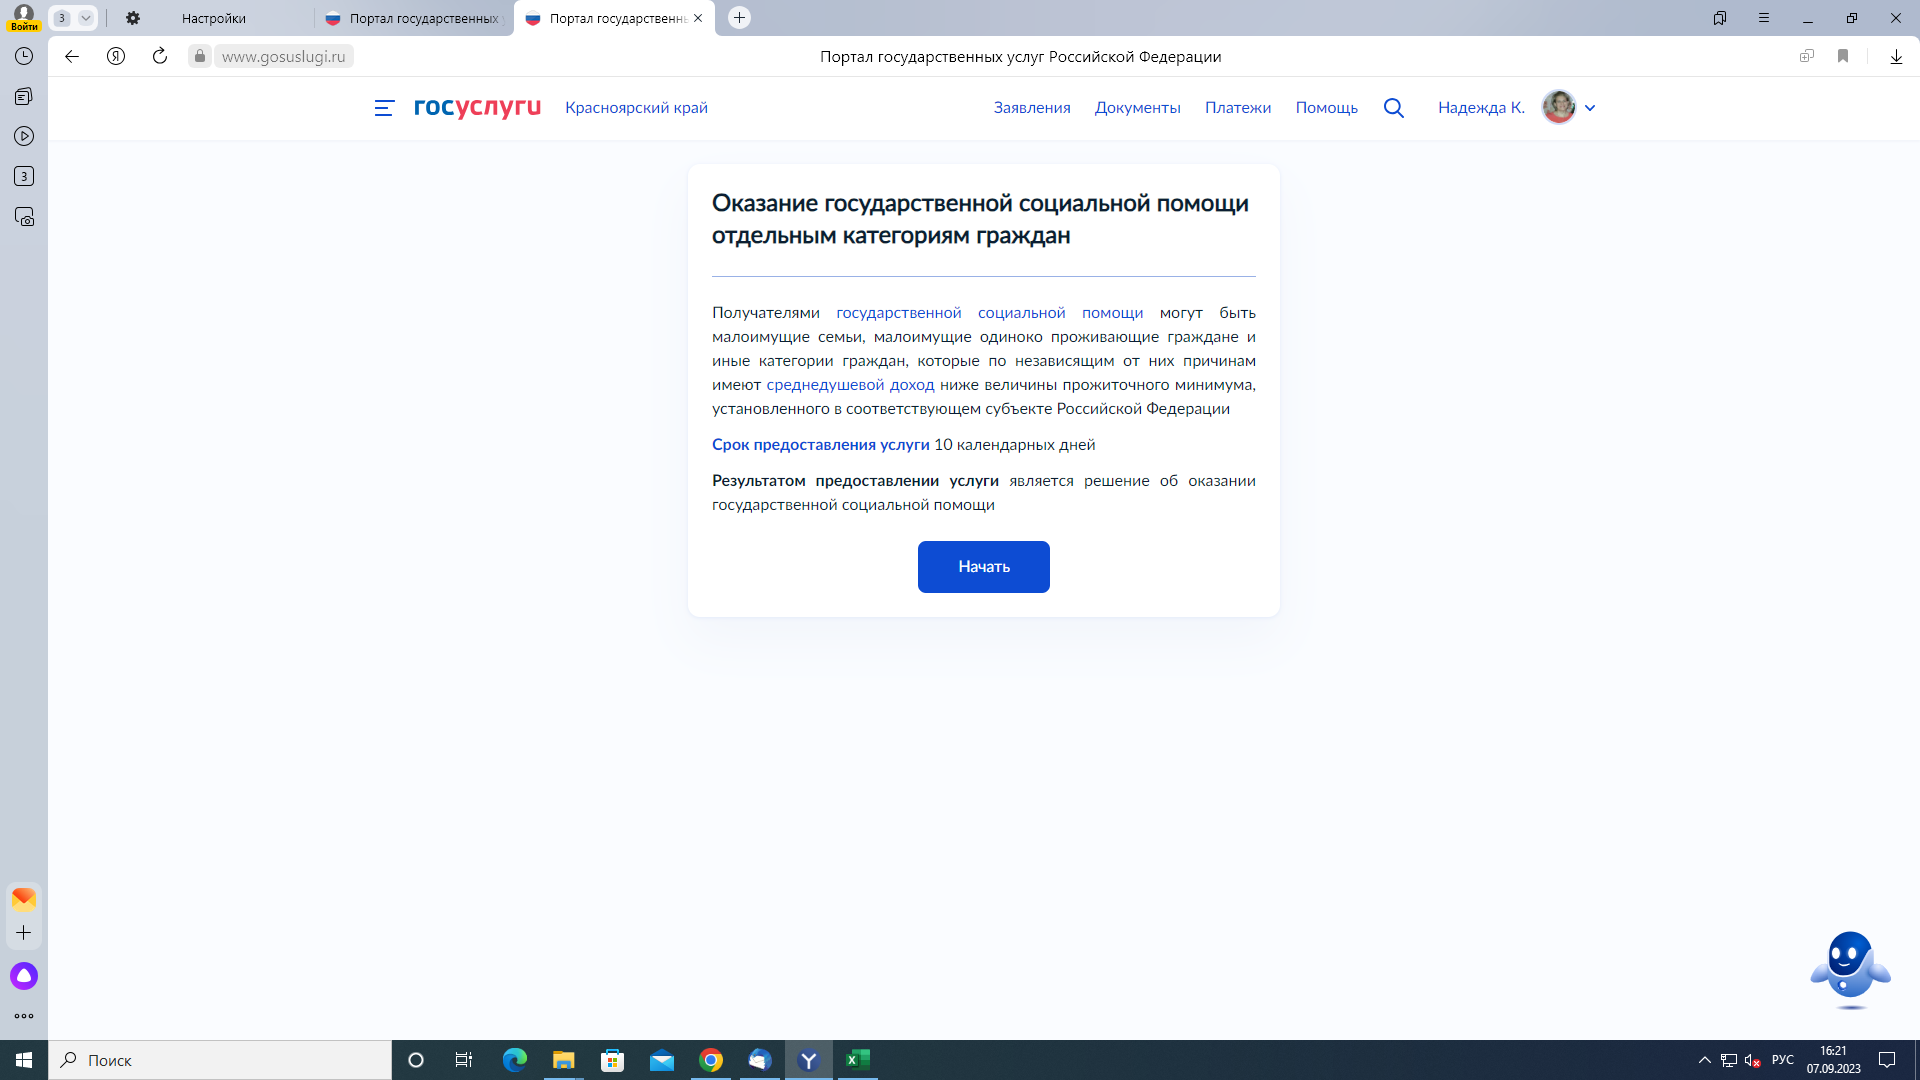 Войти
3
Настройки
Портал государственных
Портал государственнь
www.gosuslugi.ru
Портал государственных услуг Российской Федерации
3
госуслуги
Красноярский край
Заявления
Документы
Платежи
Помощь
Надежда К.
Оказание государственной социальной помощи
отдельным категориям граждан
Получателями государственной социальной помощи могут быть
малоимущие семьи, малоимущие одиноко проживающие граждане и
иные категории граждан, которые по независящим от них причинам
имеют среднедушевой доход ниже величины прожиточного минимума,
установленного в соответствующем субъекте Российской Федерации
Срок предоставления услуги 10 календарных дней
Результатом предоставлении услуги является решение об оказании
государственной социальной помощи
Начать
Поиск
РУС
16:21
07.09.2023